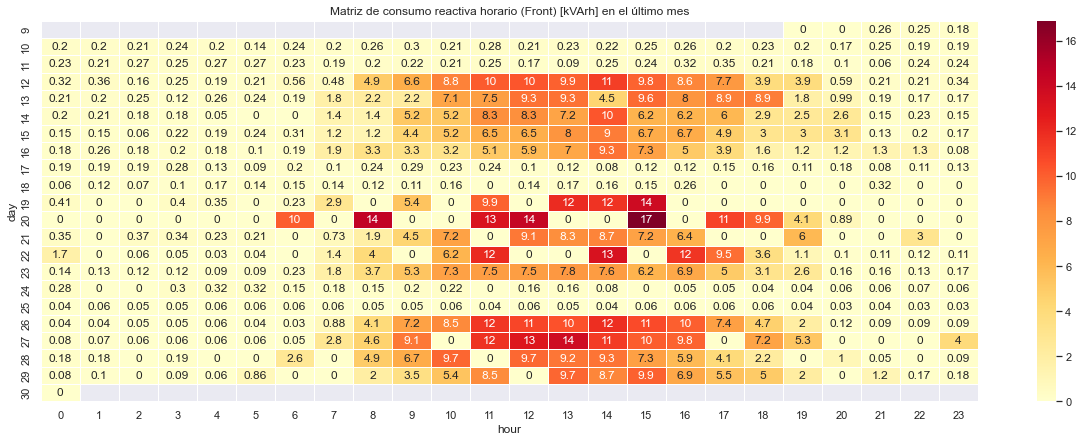 Matriz de consumo reactiva horario (Front) [kVArh] en el último mes
9 0 0 0.26 0.25 0.18
10 0.2 0.2 0.21 0.24 0.2 0.14 0.24 0.2 0.26 0.3 0.21 0.28 0.21 0.23 0.22 0.25 0.26 0.2 0.23 0.2 0.17 0.25 0.19 0.19
11 0.23 0.21 0.27 0.25 0.27 0.27 0.23 0.19 0.2 0.22 0.21 0.25 0.17 0.09 0.25 0.24 0.32 0.35 0.21 0.18 0.1 0.06 0.24 0.24
12 0.32 0.36 0.16 0.25 0.19 0.21 0.56 0.48 4.9 6.6 8.8 10 10 9.9 11 9.8 8.6 7.7 3.9 3.9 0.59 0.21 0.21 0.34
13 0.21 0.2 0.25 0.12 0.26 0.24 0.19 1.8 2.2 2.2 7.1 7.5 9.3 9.3 4.5 9.6 8 8.9 8.9 1.8 0.99 0.19 0.17 0.17
14 0.2 0.21 0.18 0.18 0.05 0 0 1.4 1.4 5.2 5.2 8.3 8.3 7.2 10 6.2 6.2 6 2.9 2.5 2.6 0.15 0.23 0.15
15 0.15 0.15 0.06 0.22 0.19 0.24 0.31 1.2 1.2 4.4 5.2 6.5 6.5 8 9 6.7 6.7 4.9 3 3 3.1 0.13 0.2 0.17
16 0.18 0.26 0.18 0.2 0.18 0.1 0.19 1.9 3.3 3.3 3.2 5.1 5.9 7 9.3 7.3 5 3.9 1.6 1.2 1.2 1.3 1.3 0.08
17 0.19 0.19 0.19 0.28 0.13 0.09 0.2 0.1 0.24 0.29 0.23 0.24 0.1 0.12 0.08 0.12 0.12 0.15 0.16 0.11 0.18 0.08 0.11 0.13
18 0.06 0.12 0.07 0.1 0.17 0.14 0.15 0.14 0.12 0.11 0.16 0 0.14 0.17 0.16 0.15 0.26 0 0 0 0 0.32 0 0
19 0.41 0 0 0.4 0.35 0 0.23 2.9 0 5.4 0 9.9 0 12 12 14 0 0 0 0 0 0 0 0
20 0 0 0 0 0 0 10 0 14 0 0 13 14 0 0 17 0 11 9.9 4.1 0.89 0 0 0
21 0.35 0 0.37 0.34 0.23 0.21 0 0.73 1.9 4.5 7.2 0 9.1 8.3 8.7 7.2 6.4 0 0 6 0 0 3 0
22 1.7 0 0 0.06 0.05 0.03 0.04 0 1.4 4 0 6.2 12 0 0 13 0 12 9.5 3.6 1.1 0.1 0.11 0.12 0.11
23 0.14 0.13 0.12 0.12 0.09 0.09 0.23 1.8 3.7 5.3 7.3 7.5 7.5 7.8 7.6 6.2 6.9 5 3.1 2.6 0.16 0.16 0.13 0.17
24 0.28 0 0 0.3 0.32 0.32 0.15 0.18 0.15 0.2 0.22 0 0.16 0.16 0.08 0 0.05 0.05 0.04 0.04 0.06 0.06 0.07 0.06 0.04
25 0.04 0.06 0.05 0.05 0.06 0.06 0.06 0.06 0.05 0.05 0.06 0.04 0.06 0.05 0.06 0.06 0.05 0.06 0.06 0.04 0.03 0.04 0.03 0.03
26 0.04 0.04 0.05 0.05 0.06 0.04 0.03 0.88 4.1 7.2 8.5 12 11 10 12 11 10 7.4 4.7 2 0.12 0.09 0.09 0.09
27 0.08 0.07 0.06 0.06 0.06 0.06 0.05 2.8 4.6 9.1 0 12 13 14 11 10 9.8 0 7.2 5.3 0 0 0 4
28 0.18 0.18 0 0.19 0 0 2.6 0 4.9 6.7 9.7 0 9.7 9.2 9.3 7.3 5.9 4.1 2.2 0 1 0.05 0 0.09
29 0.08 0.1 0 0.09 0.06 0.86 0 0 2 3.5 5.4 8.5 0 9.7 8.7 9.9 6.9 5.5 5 2 0 1.2 0.17 0.18
30 0
0 1 2 3 4 5 6 7 8 9 10 11 12 13 14 15 16 17 18 19 20 21 22 23
hour
day
16
14
12
10
8
6
4
2
0